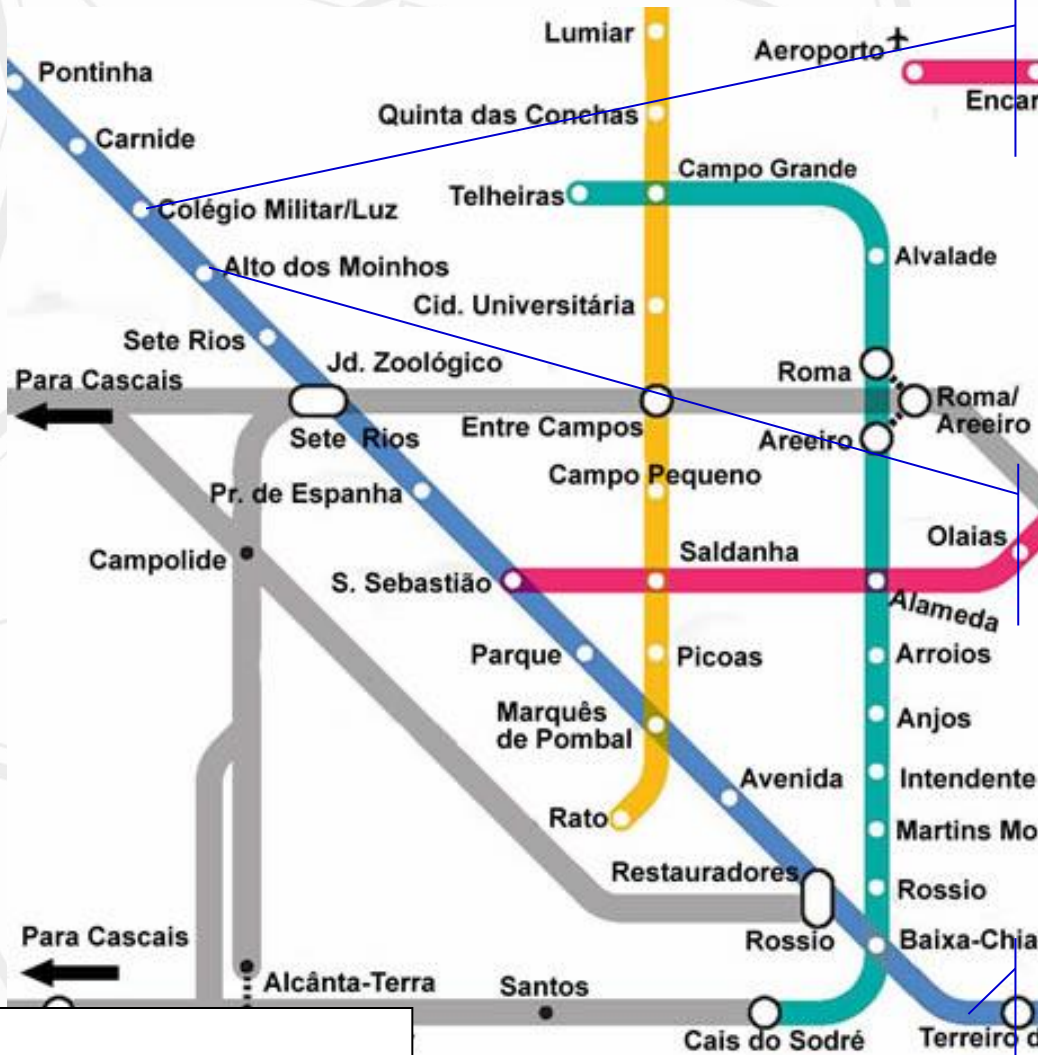 Lumiar
Aeroporto
Pontinha
Encar
Quinta das Conchas
Carnide
Campo Grande
Telheiras
Colégio Militar/Luz
Alvalade
Alto dos Moinhos
Cid. Universitária
Sete Rios
Jd. Zoológico
Roma
Para Cascais
Roma/
Areeiro
Entre Campos
Sete Rios
Areeiro
Campo Pequeno
Pr. de Espanha
Olaias
Saldanha
Campolide
S. Sebastião
Alameda
Parque
Picoas
Arroios
Marquês
de Pombal
Anjos
Avenida
Intendente
Rato
Martins Mo
Restauradores
Rossio
Para Cascais
Rossio
Baixa-Chia
Alcânta-Terra
Santos
Cais do Sodré
Terreiro d